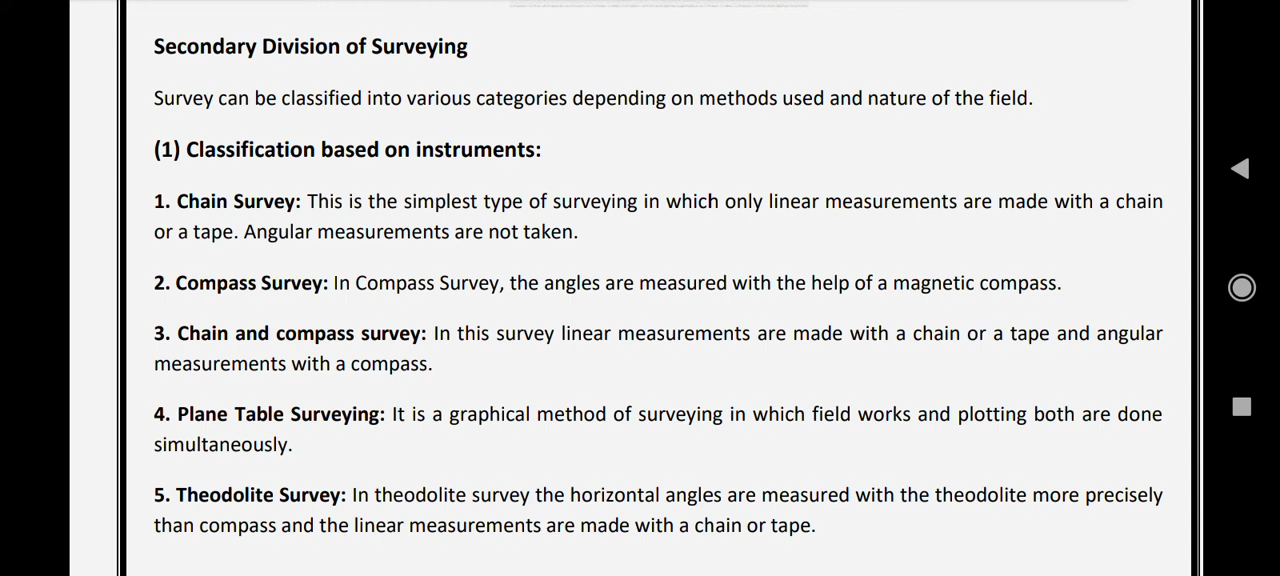 Secondary Division of Surveying
Survey can be classified into various categories depending on methods used and nature of the field.
(1) Classification based on instruments:
1. Chain Survey: This is the simplest type of surveying in which only linear measurements are made with a chain
or a tape. Angular measurements are not taken.
2. Compass Survey: In Compass Survey, the angles are measured with the help of a magnetic compass.
3. Chain and compass survey: In this survey linear measurements are made with a chain or a tape and angular
measurements with a compass.
4. Plane Table Surveying: It is a graphical method of surveying in which field works and plotting both are done
simultaneously.
5. Theodolite Survey: In theodolite survey the horizontal angles are measured with the theodolite more precisely
than compass and the linear measurements are made with a chain or tape.